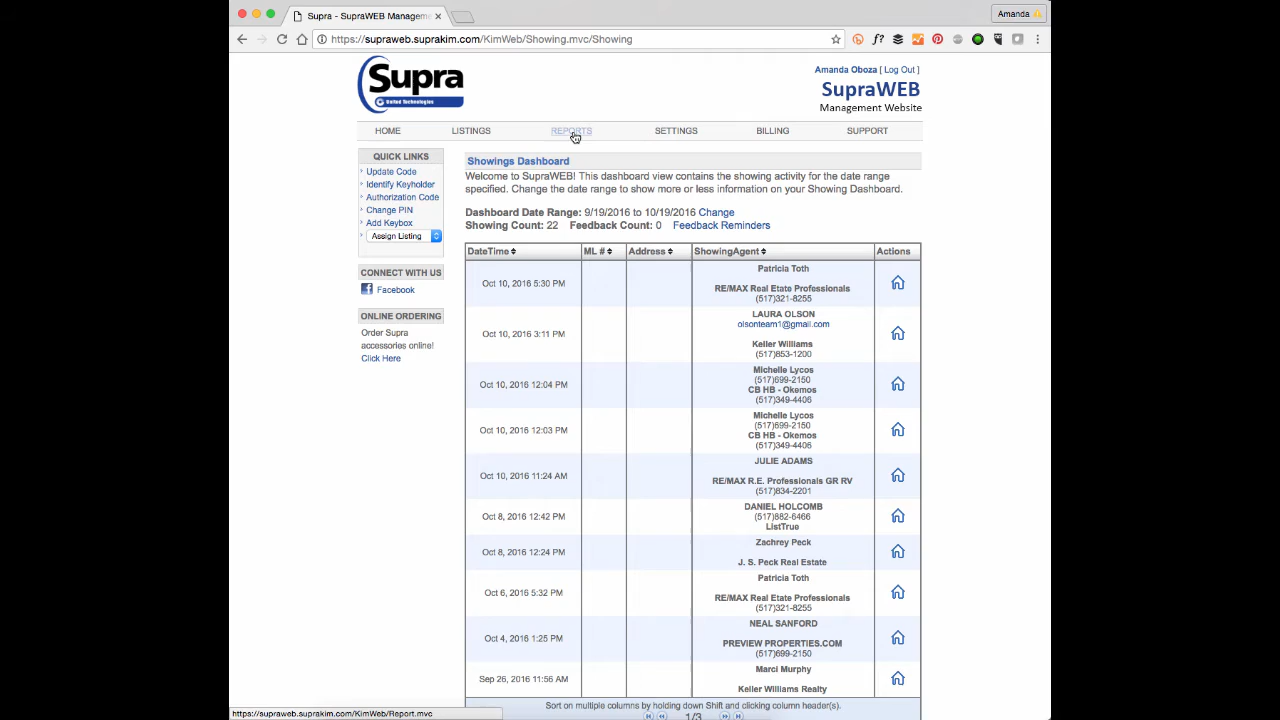 Supra - SupraWEB Managem
Amanda
https://supraweb.suprakim.com/KimWeb/Showing.mvc/Showing
Supra
United Technologies
Amanda Oboza [ Log Out ]
SupraWEB
Management Website
HOME LISTINGS REPORTS SETTINGS BILLING SUPPORT
QUICK LINKS
Update Code
Identify Keyholder
Authorization Code
Change PIN
Add Keybox
Assign Listing
CONNECT WITH US
Facebook
ONLINE ORDERING
Order Supra
accessories online!
Click Here
Showings Dashboard
Welcome to SupraWEB! This dashboard view contains the showing activity for the date range
specified. Change the date range to show more or less information on your Showing Dashboard.
Dashboard Date Range: 9/19/2016 to 10/19/2016 Change
Showing Count: 22 Feedback Count: 0 Feedback Reminders
DateTime ML # Address ShowingAgent Actions
Patricia Toth
Oct 10, 2016 5:30 PM
RE/MAX Real Etate Professionals
(517)321-8255
LAURA OLSON
olsonteam1@gmail.com
Oct 10, 2016 3:11 PM
Keller Williams
(517)853-1200
Michelle Lycos
(517)699-2150
Oct 10, 2016 12:04 PM
CB HB - Okemos
(517)349-4406
Michelle Lycos
(517)699-2150
Oct 10, 2016 12:03 PM
CB HB - Okemos
(517)349-4406
JULIE ADAMS
Oct 10, 2016 11:24 AM
RE/MAX R.E. Professionals GR RV
(517)834-2201
DANIEL HOLCOMB
Oct 8, 2016 12:42 PM
(517)882-6466
ListTrue
Zachrey Peck
Oct 8, 2016 12:24 PM
J. S. Peck Real Estate
Patricia Toth
Oct 6, 2016 5:32 PM
RE/MAX Real Etate Professionals
(517)321-8255
NEAL SANFORD
Oct 4, 2016 1:25 PM
PREVIEW PROPERTIES.COM
(517)699-2150
Marci Murphy
Sep 26, 2016 11:56 AM
Keller Williams Realty
Sort on multiple columns by holding down Shift and clicking column header(s).
1/3
https://supraweb.suprakim.com/KimWeb/Report.mvc